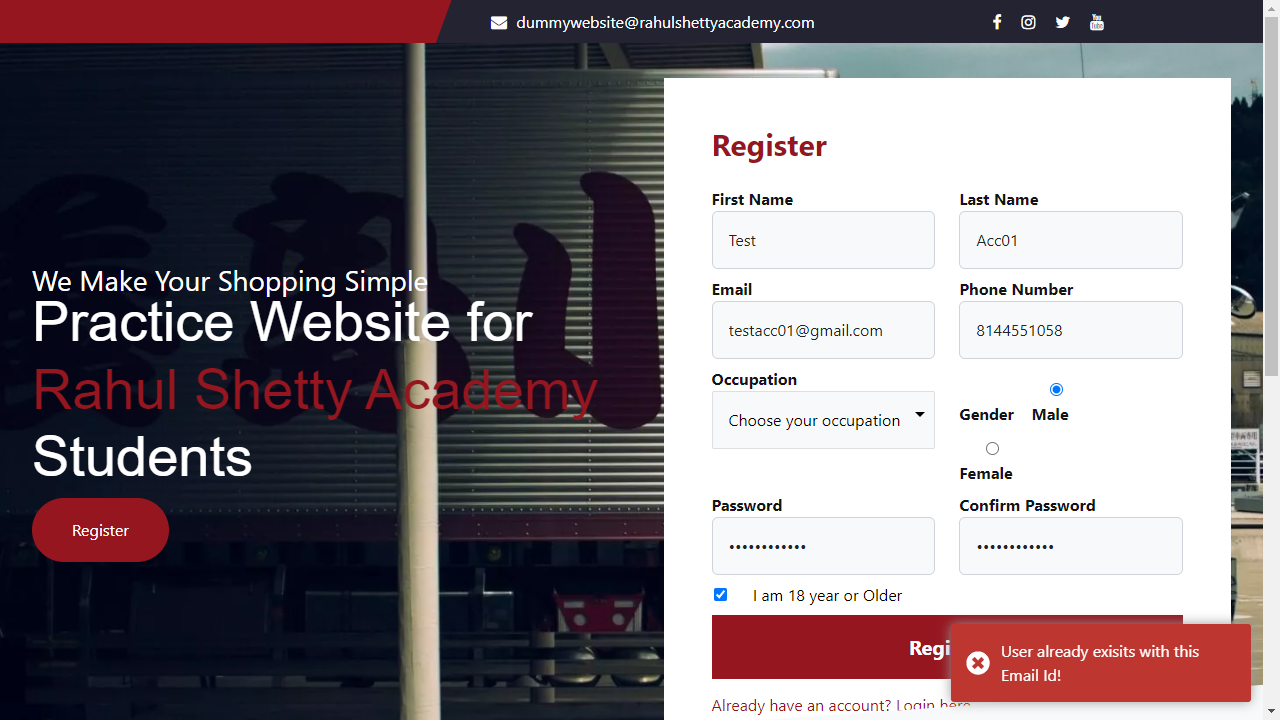 dummywebsite@rahulshettyacademy.com
We Make Your Shopping Simple
Practice Website for
Rahul Shetty Academy
Students
Register
Register
First Name
Last Name
Test
Acc01
Email
Phone Number
testacc01@gmail.com
8144551058
Occupation
Choose your occupation
Gender
Male
Female
Password
Confirm Password
••••••••••••
••••••••••••
I am 18 year or Older
User already exisits with this
Email Id!
Already have an account? Login here